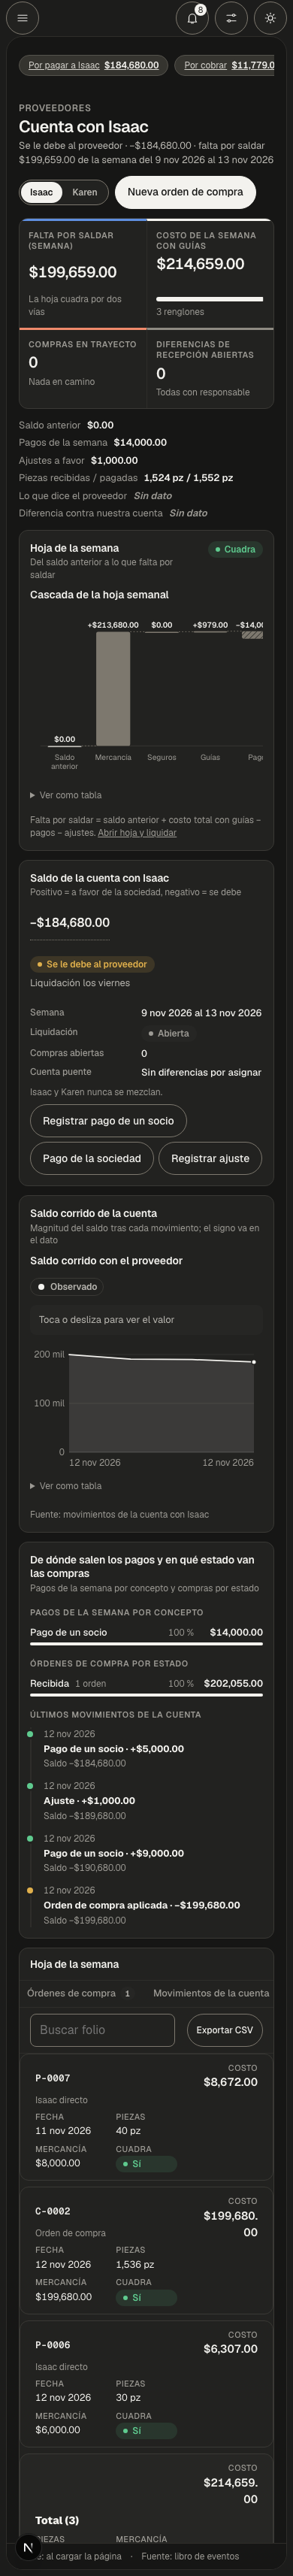 8
Por pagar a Isaac $184,680.00 Por cobrar $11,779.0
PROVEEDORES
Cuenta con Isaac
Se le debe al proveedor · −$184,680.00 · falta por saldar
$199,659.00 de la semana del 9 nov 2026 al 13 nov 2026
Isaac Karen Nueva orden de compra
FALTA POR SALDAR (SEMANA)
$199,659.00
La hoja cuadra por dos vías
COSTO DE LA SEMANA CON GUÍAS
$214,659.00
3 renglones
COMPRAS EN TRAYECTO
0
Nada en camino
DIFERENCIAS DE RECEPCIÓN ABIERTAS
0
Todas con responsable
Saldo anterior $0.00
Pagos de la semana $14,000.00
Ajustes a favor $1,000.00
Piezas recibidas / pagadas 1,524 pz / 1,552 pz
Lo que dice el proveedor Sin dato
Diferencia contra nuestra cuenta Sin dato
Hoja de la semana Cuadra
Del saldo anterior a lo que falta por
saldar
Cascada de la hoja semanal
+$213,680.00 $0.00 +$979.00 −$14,00
$0.00
Saldo anterior Mercancía Seguros Guías Pago
Ver como tabla
Falta por saldar = saldo anterior + costo total con guías −
pagos − ajustes. Abrir hoja y liquidar
Saldo de la cuenta con Isaac
Positivo = a favor de la sociedad, negativo = se debe
−$184,680.00
Se le debe al proveedor
Liquidación los viernes
Semana 9 nov 2026 al 13 nov 2026
Liquidación Abierta
Compras abiertas 0
Cuenta puente Sin diferencias por asignar
Isaac y Karen nunca se mezclan.
Registrar pago de un socio
Pago de la sociedad Registrar ajuste
Saldo corrido de la cuenta
Magnitud del saldo tras cada movimiento; el signo va en
el dato
Saldo corrido con el proveedor
Observado
Toca o desliza para ver el valor
200 mil
100 mil
0
12 nov 2026 12 nov 2026
Ver como tabla
Fuente: movimientos de la cuenta con Isaac
De dónde salen los pagos y en qué estado van
las compras
Pagos de la semana por concepto y compras por estado
PAGOS DE LA SEMANA POR CONCEPTO
Pago de un socio 100 % $14,000.00
ÓRDENES DE COMPRA POR ESTADO
Recibida 1 orden 100 % $202,055.00
ÚLTIMOS MOVIMIENTOS DE LA CUENTA
12 nov 2026
Pago de un socio · +$5,000.00
Saldo −$184,680.00
12 nov 2026
Ajuste · +$1,000.00
Saldo −$189,680.00
12 nov 2026
Pago de un socio · +$9,000.00
Saldo −$190,680.00
12 nov 2026
Orden de compra aplicada · −$199,680.00
Saldo −$199,680.00
Hoja de la semana
Órdenes de compra 1 Movimientos de la cuenta
Buscar folio Exportar CSV
P-0007
COSTO
$8,672.00
Isaac directo
FECHA PIEZAS
11 nov 2026 40 pz
MERCANCÍA CUADRA
$8,000.00 Sí
C-0002
COSTO
$199,680.
00
Orden de compra
FECHA PIEZAS
12 nov 2026 1,536 pz
MERCANCÍA CUADRA
$199,680.00 Sí
P-0006
COSTO
$6,307.00
Isaac directo
FECHA PIEZAS
12 nov 2026 30 pz
MERCANCÍA CUADRA
$6,000.00 Sí
COSTO
$214,659.
00
Total (3)
PIEZAS MERCANCÍA
N
al cargar la página · Fuente: libro de eventos